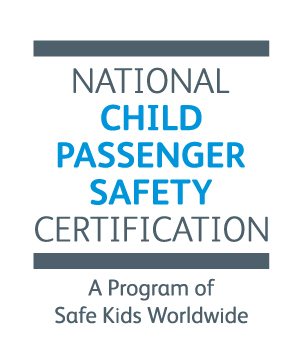 NATIONAL
CHILD
PASSENGER
SAFETY
CERTIFICATION
A Program of
Safe Kids Worldwide